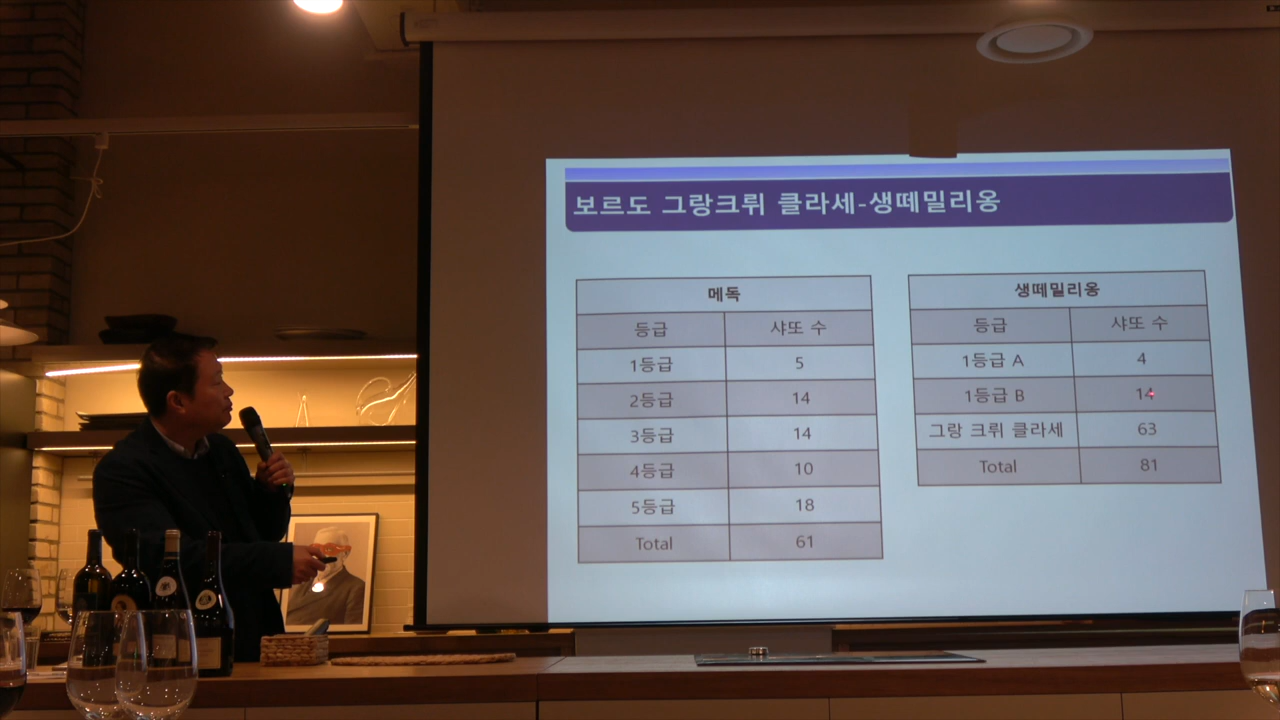 보르도 그랑크뤼 클라세-생떼밀리옹
메독
등급 샤또 수
1등급 5
2등급 14
3등급 14
4등급 10
5등급 18
Total 61
생떼밀리옹
등급 샤또 수
1등급 A 4
1등급 B 14
그랑 크뤼 클라세 63
Total 81